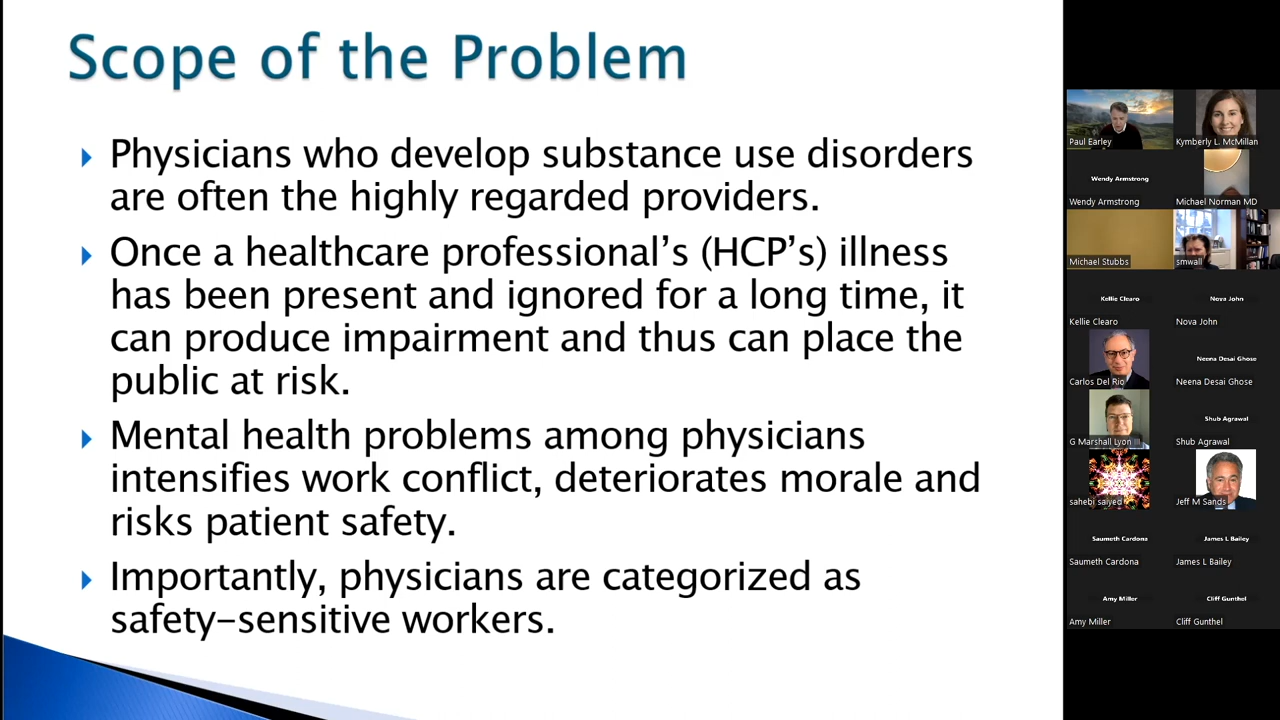 Scope of the Problem
Physicians who develop substance use disorders
are often the highly regarded providers.
Once a healthcare professional’s (HCP’s) illness
has been present and ignored for a long time, it
can produce impairment and thus can place the
public at risk.
Mental health problems among physicians
intensifies work conflict, deteriorates morale and
risks patient safety.
Importantly, physicians are categorized as
safety-sensitive workers.
Paul Earley
Kymberly L. McMillan
Wendy Armstrong
Wendy Armstrong
Michael Norman MD
Michael Stubbs
smwall
Kellie Clearo
Nova John
Kellie Clearo
Nova John
Neena Desai Ghose
Carlos Del Rio
Neena Desai Ghose
Shub Agrawal
G Marshall Lyon III
Shub Agrawal
sahebi saiyed
Jeff M Sands
Saumeth Cardona
James L Bailey
Saumeth Cardona
James L Bailey
Amy Miller
Cliff Gunthel
Amy Miller
Cliff Gunthel